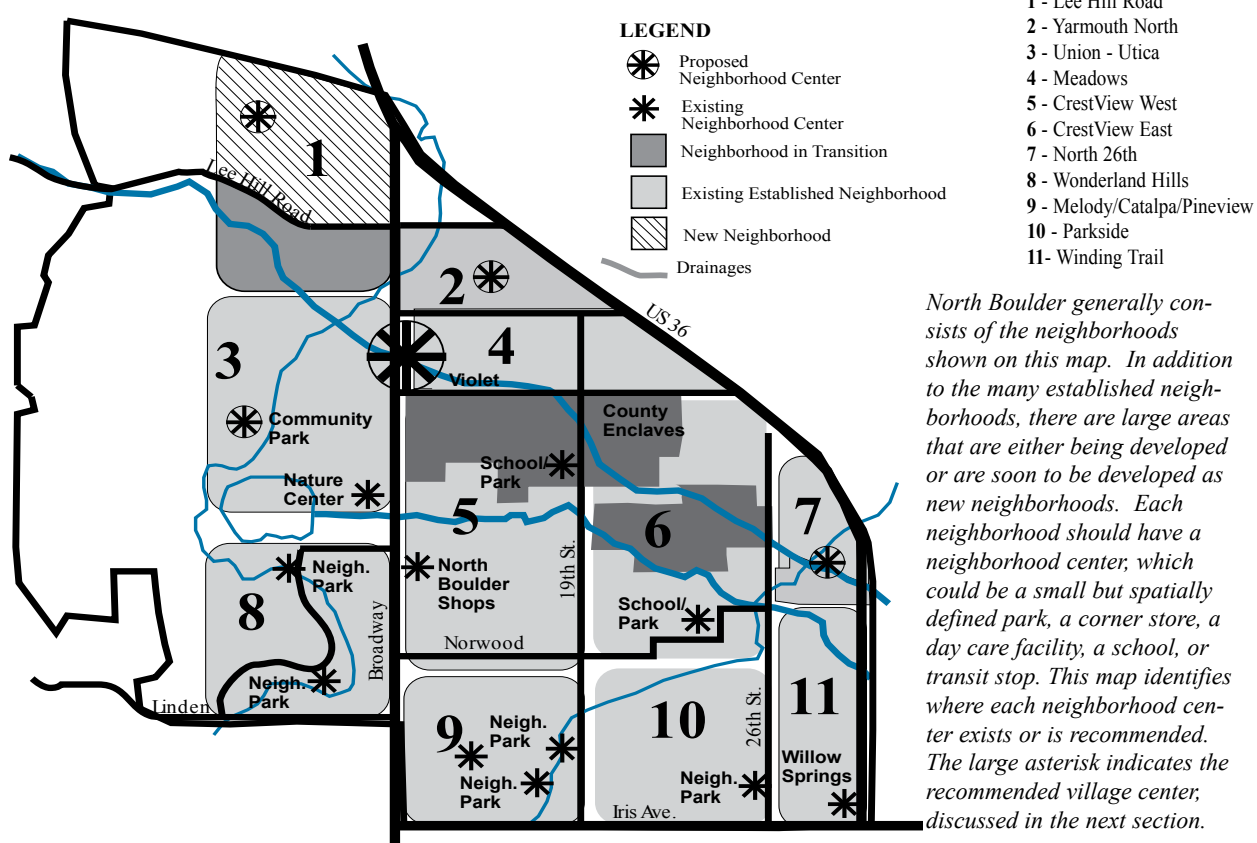 LEGEND
Proposed
Neighborhood Center
Existing
Neighborhood Center
Neighborhood in Transition
Existing Established Neighborhood
New Neighborhood
Drainages
1 - Lee Hill Road
2 - Yarmouth North
3 - Union - Utica
4 - Meadows
5 - CrestView West
6 - CrestView East
7 - North 26th
8 - Wonderland Hills
9 - Melody/Catalpa/Pineview
10 - Parkside
11- Winding Trail
North Boulder generally con-
sists of the neighborhoods
shown on this map. In addition
to the many established neigh-
borhoods, there are large areas
that are either being developed
or are soon to be developed as
new neighborhoods. Each
neighborhood should have a
neighborhood center, which
could be a small but spatially
defined park, a corner store, a
day care facility, a school, or
transit stop. This map identifies
where each neighborhood cen-
ter exists or is recommended.
The large asterisk indicates the
recommended village center,
discussed in the next section.
1
Lee Hill Road
2
US 36
3
4
Violet
Community
Park
County
Enclaves
School/
Park
Nature
Center
5
6
7
Neigh.
Park
North
Boulder
Shops
19th St.
8
School/
Park
Broadway
Norwood
Neigh.
Park
Linden
9
Neigh.
Park
Neigh.
Park
10
26th St.
11
Neigh.
Park
Willow
Springs
Iris Ave.